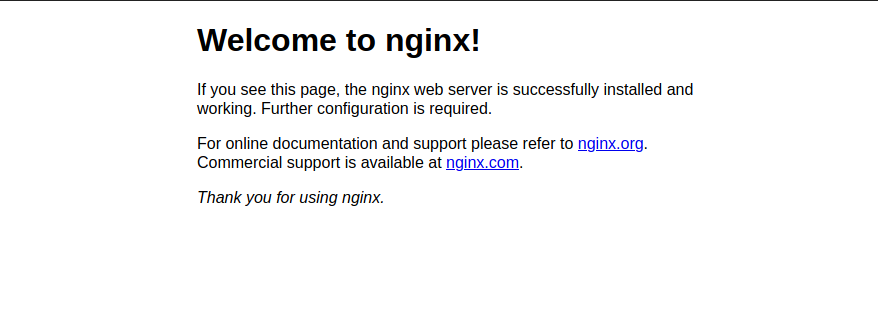 Welcome to nginx!
If you see this page, the nginx web server is successfully installed and
working. Further configuration is required.
For online documentation and support please refer to nginx.org.
Commercial support is available at nginx.com.
Thank you for using nginx.